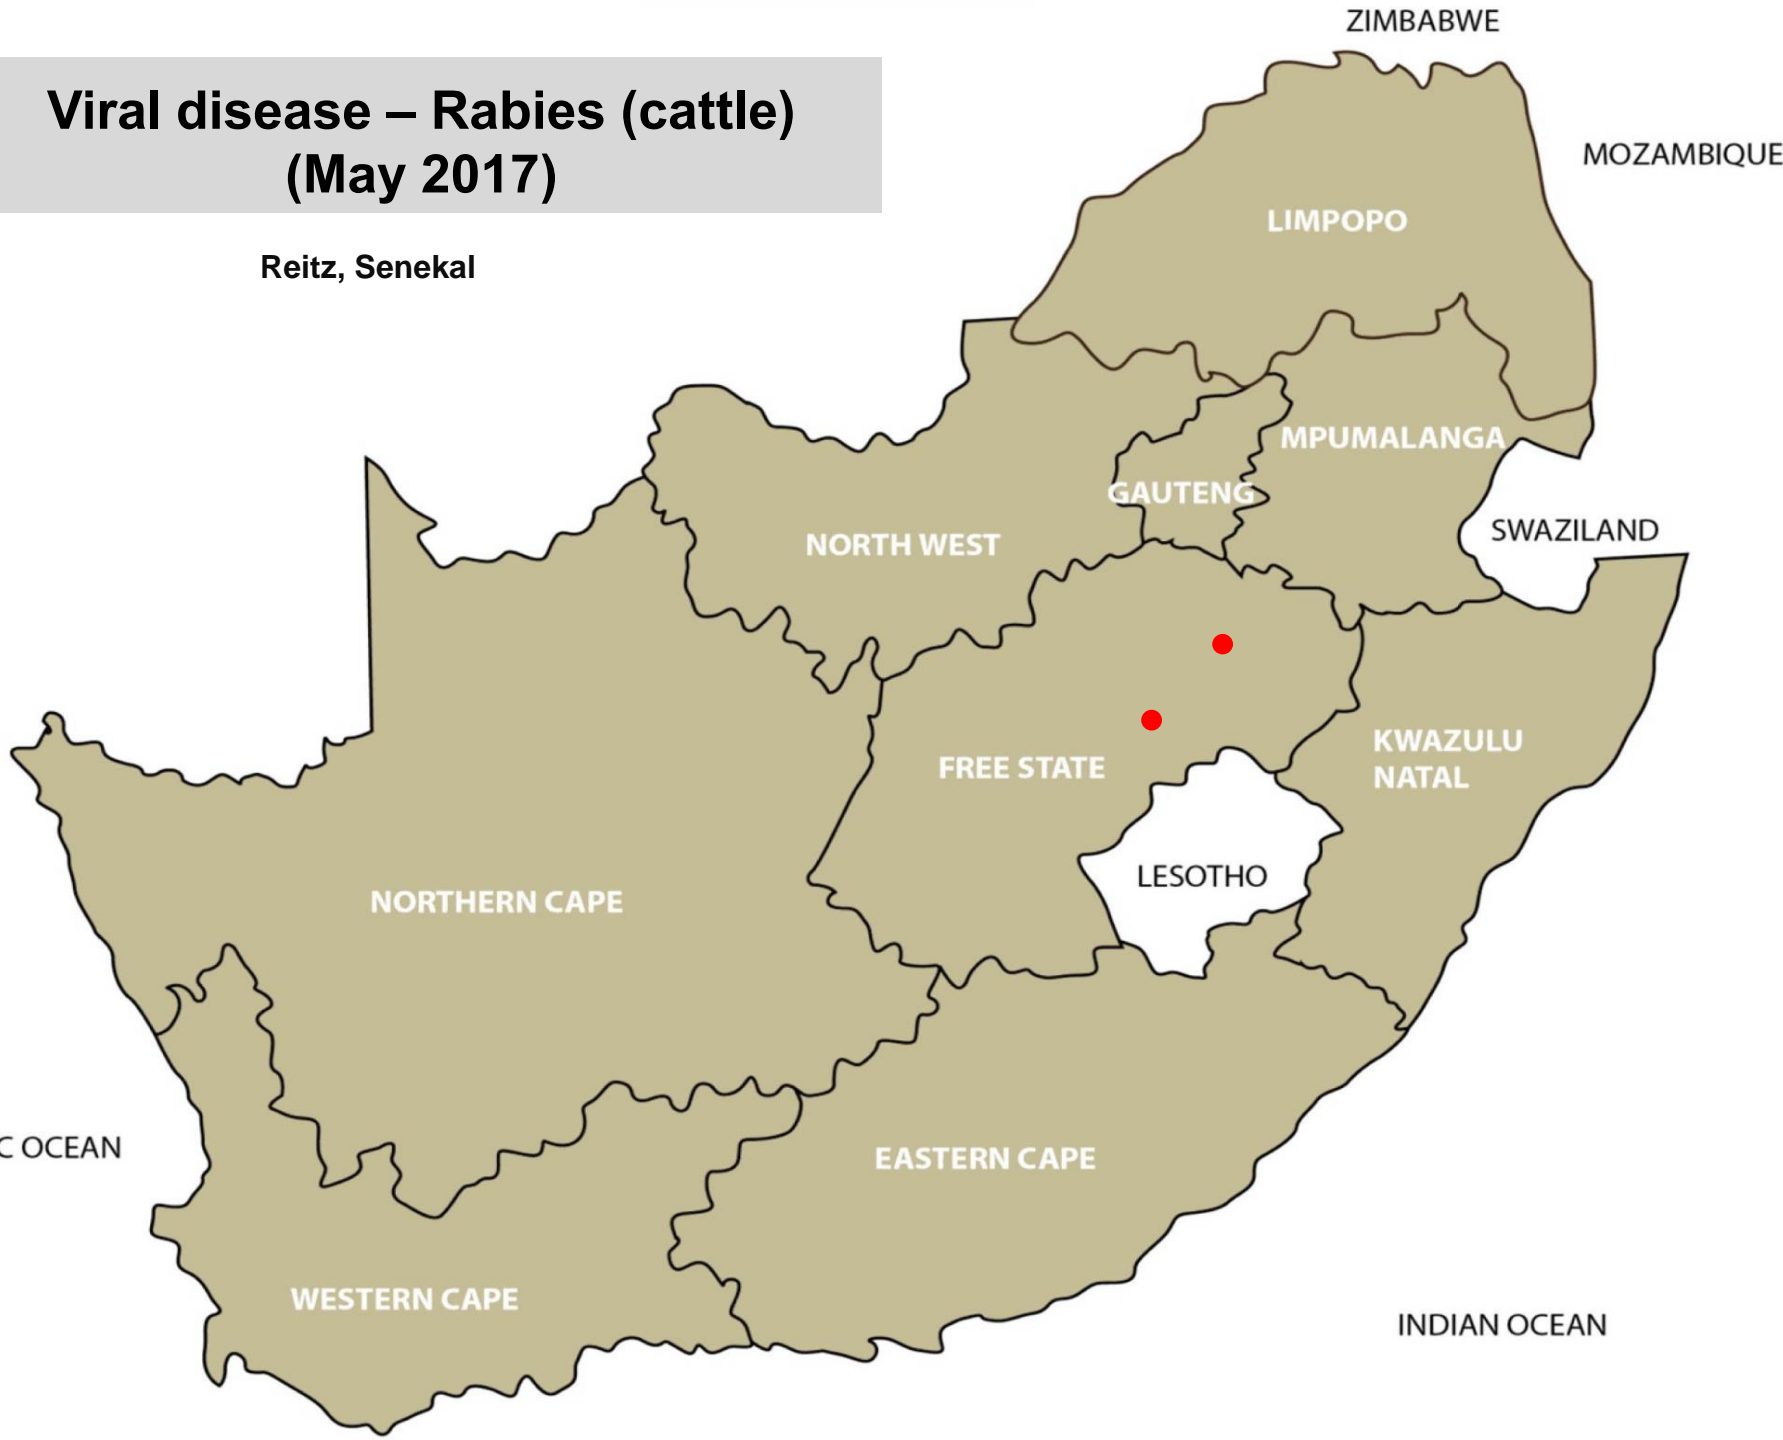 ZIMBABWE
Viral disease – Rabies (cattle)
(May 2017)
MOZAMBIQUE
LIMPOPO
Reitz, Senekal
MPUMALANGA
GAUTENG
SWAZILAND
NORTH WEST
KWAZULU
NATAL
FREE STATE
LESOTHO
NORTHERN CAPE
C OCEAN
EASTERN CAPE
WESTERN CAPE
INDIAN OCEAN